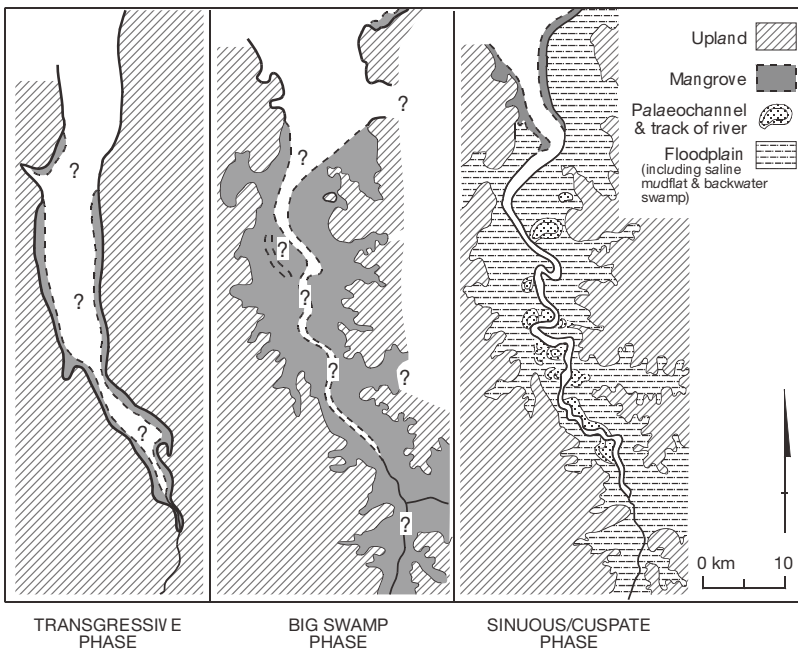 Upland
Mangrove
Palaeochannel
& track of river
Floodplain
(including saline
mudflat & backwater
swamp)
?
?
?
?
?
?
?
?
?
?
?
0 km 10
TRANSGRESSIVE
PHASE
BIG SWAMP
PHASE
SINUOUS/CUSPATE
PHASE